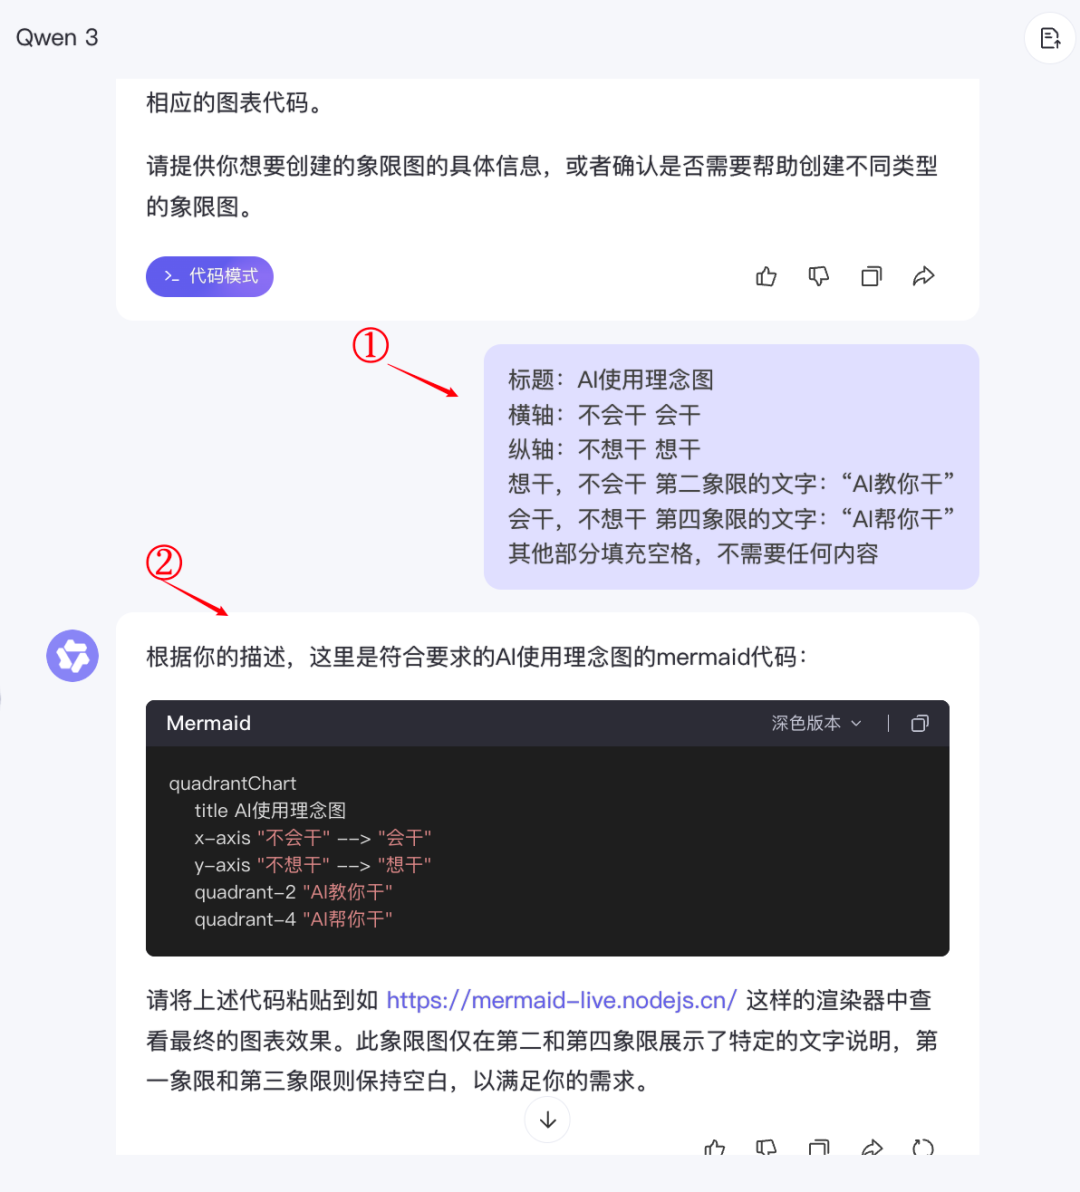 Qwen 3
相应的图表代码。
请提供你想要创建的象限图的具体信息，或者确认是否需要帮助创建不同类型
的象限图。
>_ 代码模式
①
标题：AI使用理念图
横轴：不会干 会干
纵轴：不想干 想干
想干，不会干 第二象限的文字：“AI教你干”
会干，不想干 第四象限的文字：“AI帮你干”
其他部分填充空格，不需要任何内容
②
根据你的描述，这里是符合要求的AI使用理念图的mermaid代码：
Mermaid 深色版本
quadrantChart
title AI使用理念图
x-axis "不会干" --> "会干"
y-axis "不想干" --> "想干"
quadrant-2 "AI教你干"
quadrant-4 "AI帮你干"
请将上述代码粘贴到如 https://mermaid-live.nodejs.cn/ 这样的渲染器中查
看最终的图表效果。此象限图仅在第二和第四象限展示了特定的文字说明，第
一象限和第三象限则保持空白，以满足你的需求。